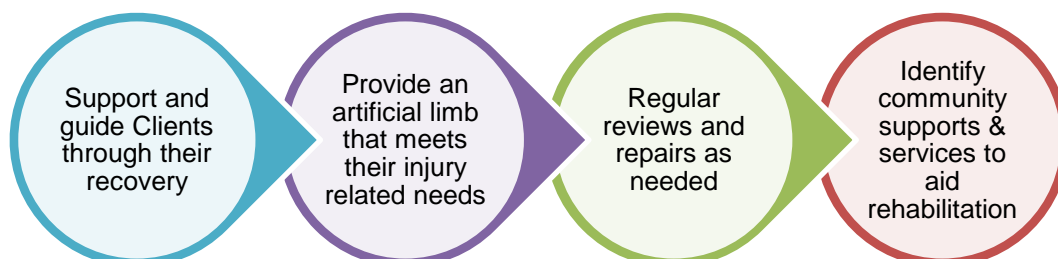 Support and
guide Clients
through their
recovery
Provide an
artificial limb
that meets
their injury
related needs
Regular
reviews and
repairs as
needed
Identify
community
supports &
services to
aid
rehabilitation